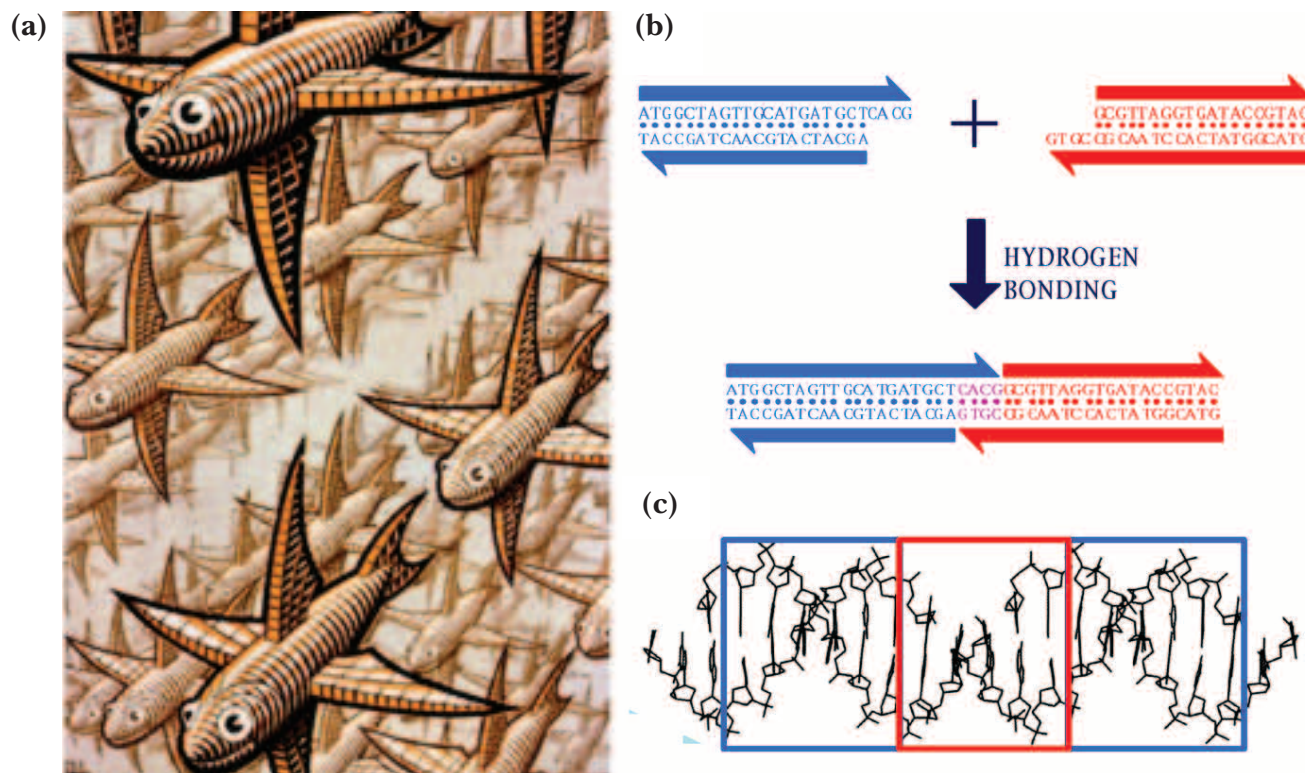 (a)
(b)
ATGGCTAGTTGCATGATGCTCACG
TACCGATCAACGTACTACGA
+
GCGTTAGGTGATACCGTAC
GTGCCGCAATCCACTATGGCATG
HYDROGEN
BONDING
ATGGCTAGTTGCATGATGCTCACGGCGTTAGGTGATACCGTAC
TACCGATCAACGTACTACGAGTGCCGCAATCCACTATGGCATG
(c)